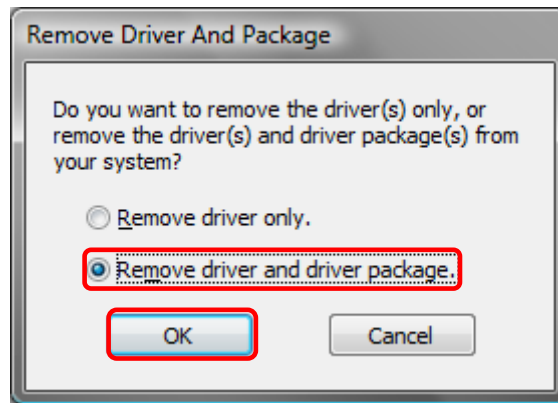 Remove Driver And Package
Do you want to remove the driver(s) only, or
remove the driver(s) and driver package(s) from
your system?
Remove driver only.
Remove driver and driver package.
OK Cancel